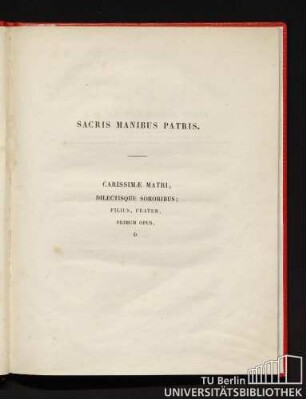 SACRIS MANIBUS PATRIS.
CARISSIMÆ MATRI,
DILECTISQUE SORORIBUS;
FILIUS, FRATER,
PRIMUM OPUS.
D
TU Berlin
UNIVERSITÄTSBIBLIOTHEK